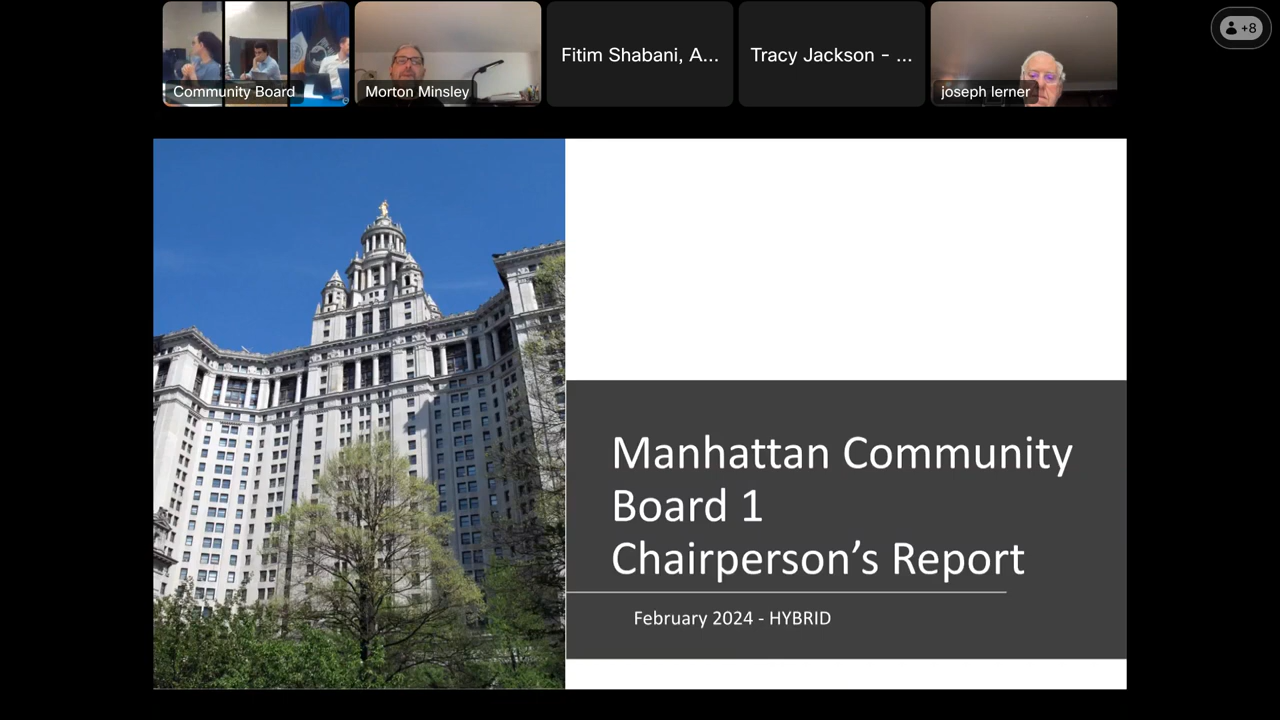 Community Board
Morton Minsley
Fitim Shabani, A...
Tracy Jackson - ...
joseph lerner
+8
Manhattan Community
Board 1
Chairperson’s Report
February 2024 - HYBRID